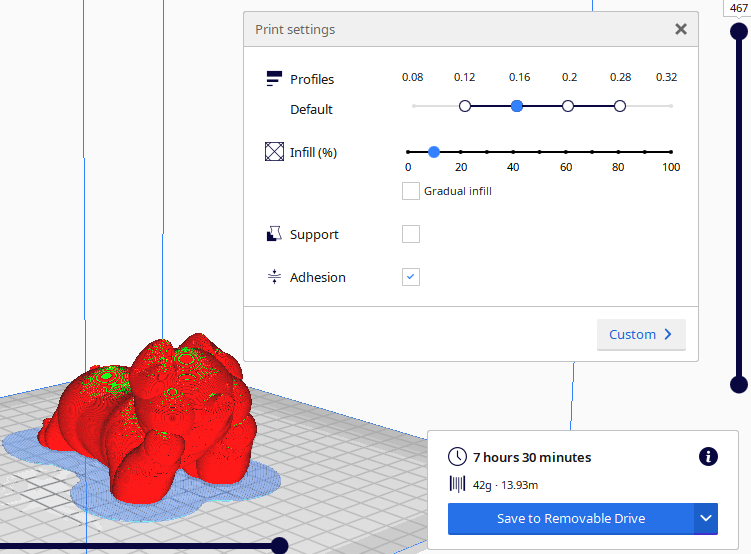 467
Print settings
Profiles 0.08 0.12 0.16 0.2 0.28 0.32
Default
Infill (%)
0 20 40 60 80 100
Gradual infill
Support
Adhesion
Custom
7 hours 30 minutes
42g · 13.93m
Save to Removable Drive